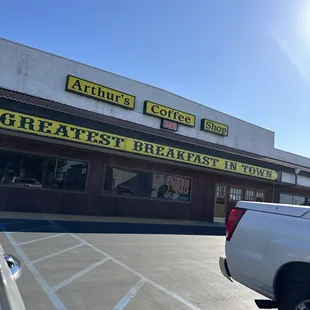 Arthur's Coffee Shop
GREATEST BREAKFAST IN TOWN